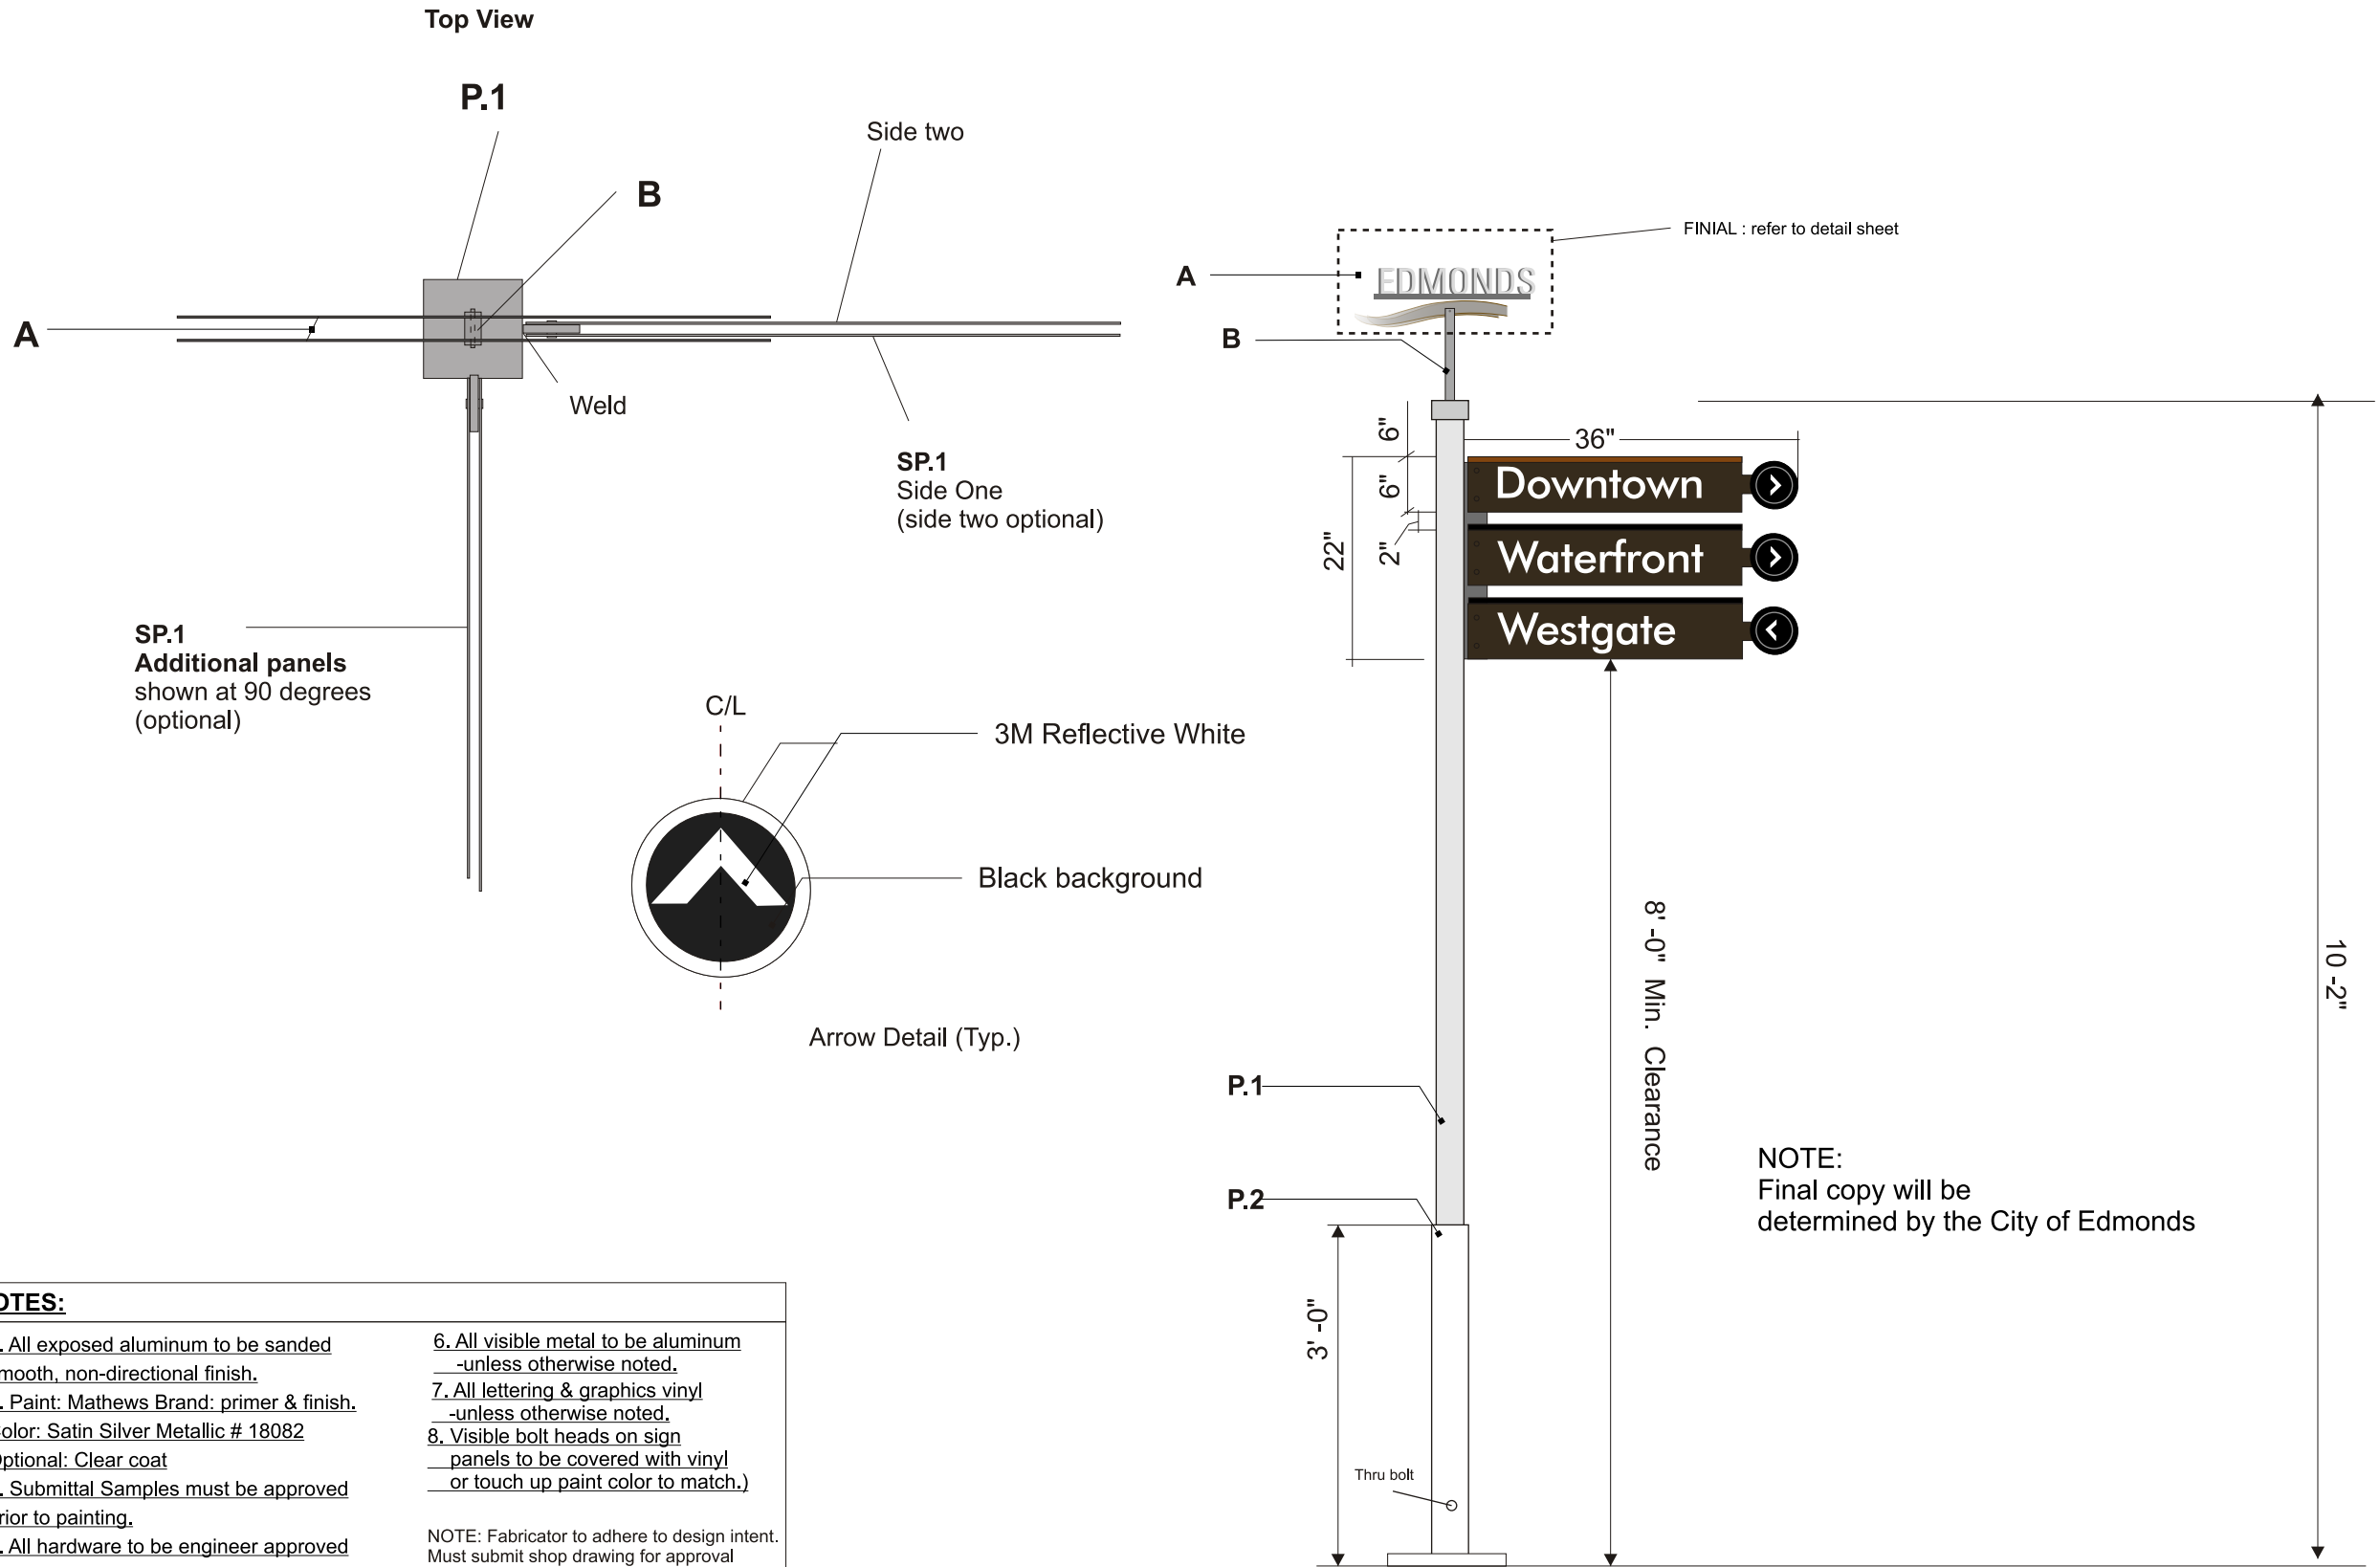 Top View
P.1
Side two
B
A
Weld
SP.1
Side One
(side two optional)
SP.1
Additional panels
shown at 90 degrees
(optional)
C/L
3M Reflective White
Black background
Arrow Detail (Typ.)
FINIAL : refer to detail sheet
A
EDMONDS
B
6"
36"
6"
2"
22"
Downtown
Waterfront
Westgate
8' -0" Min. Clearance
10 -2"
P.1
P.2
3' -0"
Thru bolt
NOTE:
Final copy will be
determined by the City of Edmonds
OTES:
. All exposed aluminum to be sanded
mooth, non-directional finish.
. Paint: Mathews Brand: primer & finish.
olor: Satin Silver Metallic # 18082
ptional: Clear coat
. Submittal Samples must be approved
rior to painting.
. All hardware to be engineer approved
6. All visible metal to be aluminum
-unless otherwise noted.
7. All lettering & graphics vinyl
-unless otherwise noted.
8. Visible bolt heads on sign
panels to be covered with vinyl
or touch up paint color to match.)
NOTE: Fabricator to adhere to design intent.
Must submit shop drawing for approval